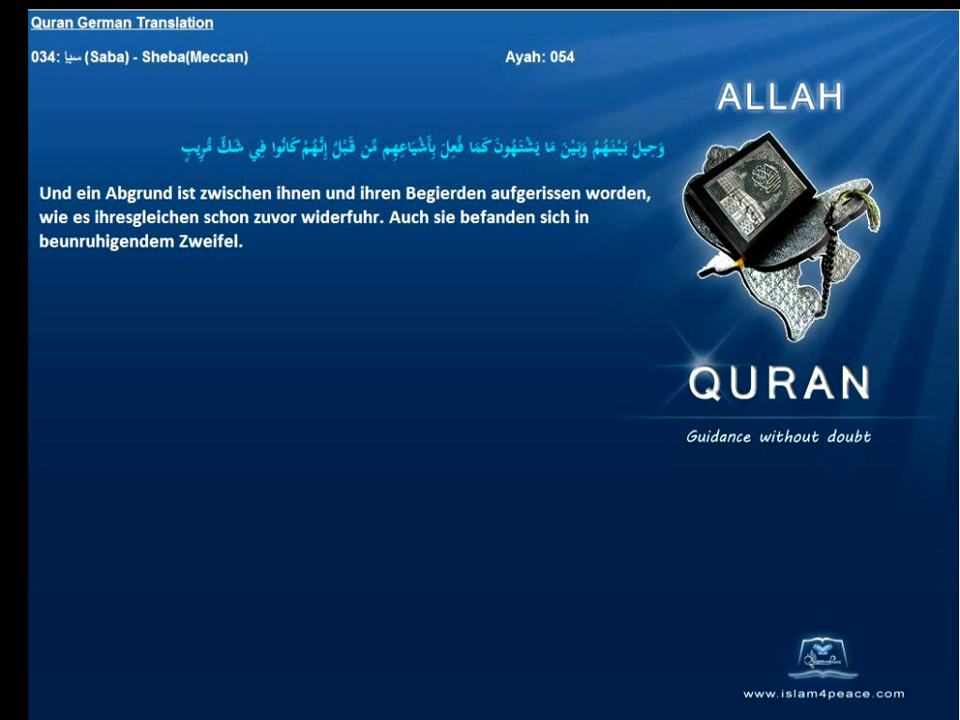 Quran German Translation
034: سبإ (Saba) - Sheba(Meccan) Ayah: 054
ALLAH
وَحِيلَ بَيْنَهُمْ وَبَيْنَ مَا يَشْتَهُونَ كَمَا فُعِلَ بِأَشْيَاعِهِم مِّن قَبْلُ إِنَّهُمْ كَانُوا فِي شَكٍّ مُّرِيبٍ
Und ein Abgrund ist zwischen ihnen und ihren Begierden aufgerissen worden,
wie es ihresgleichen schon zuvor widerfuhr. Auch sie befanden sich in
beunruhigendem Zweifel.
QURAN
Guidance without doubt
www.islam4peace.com